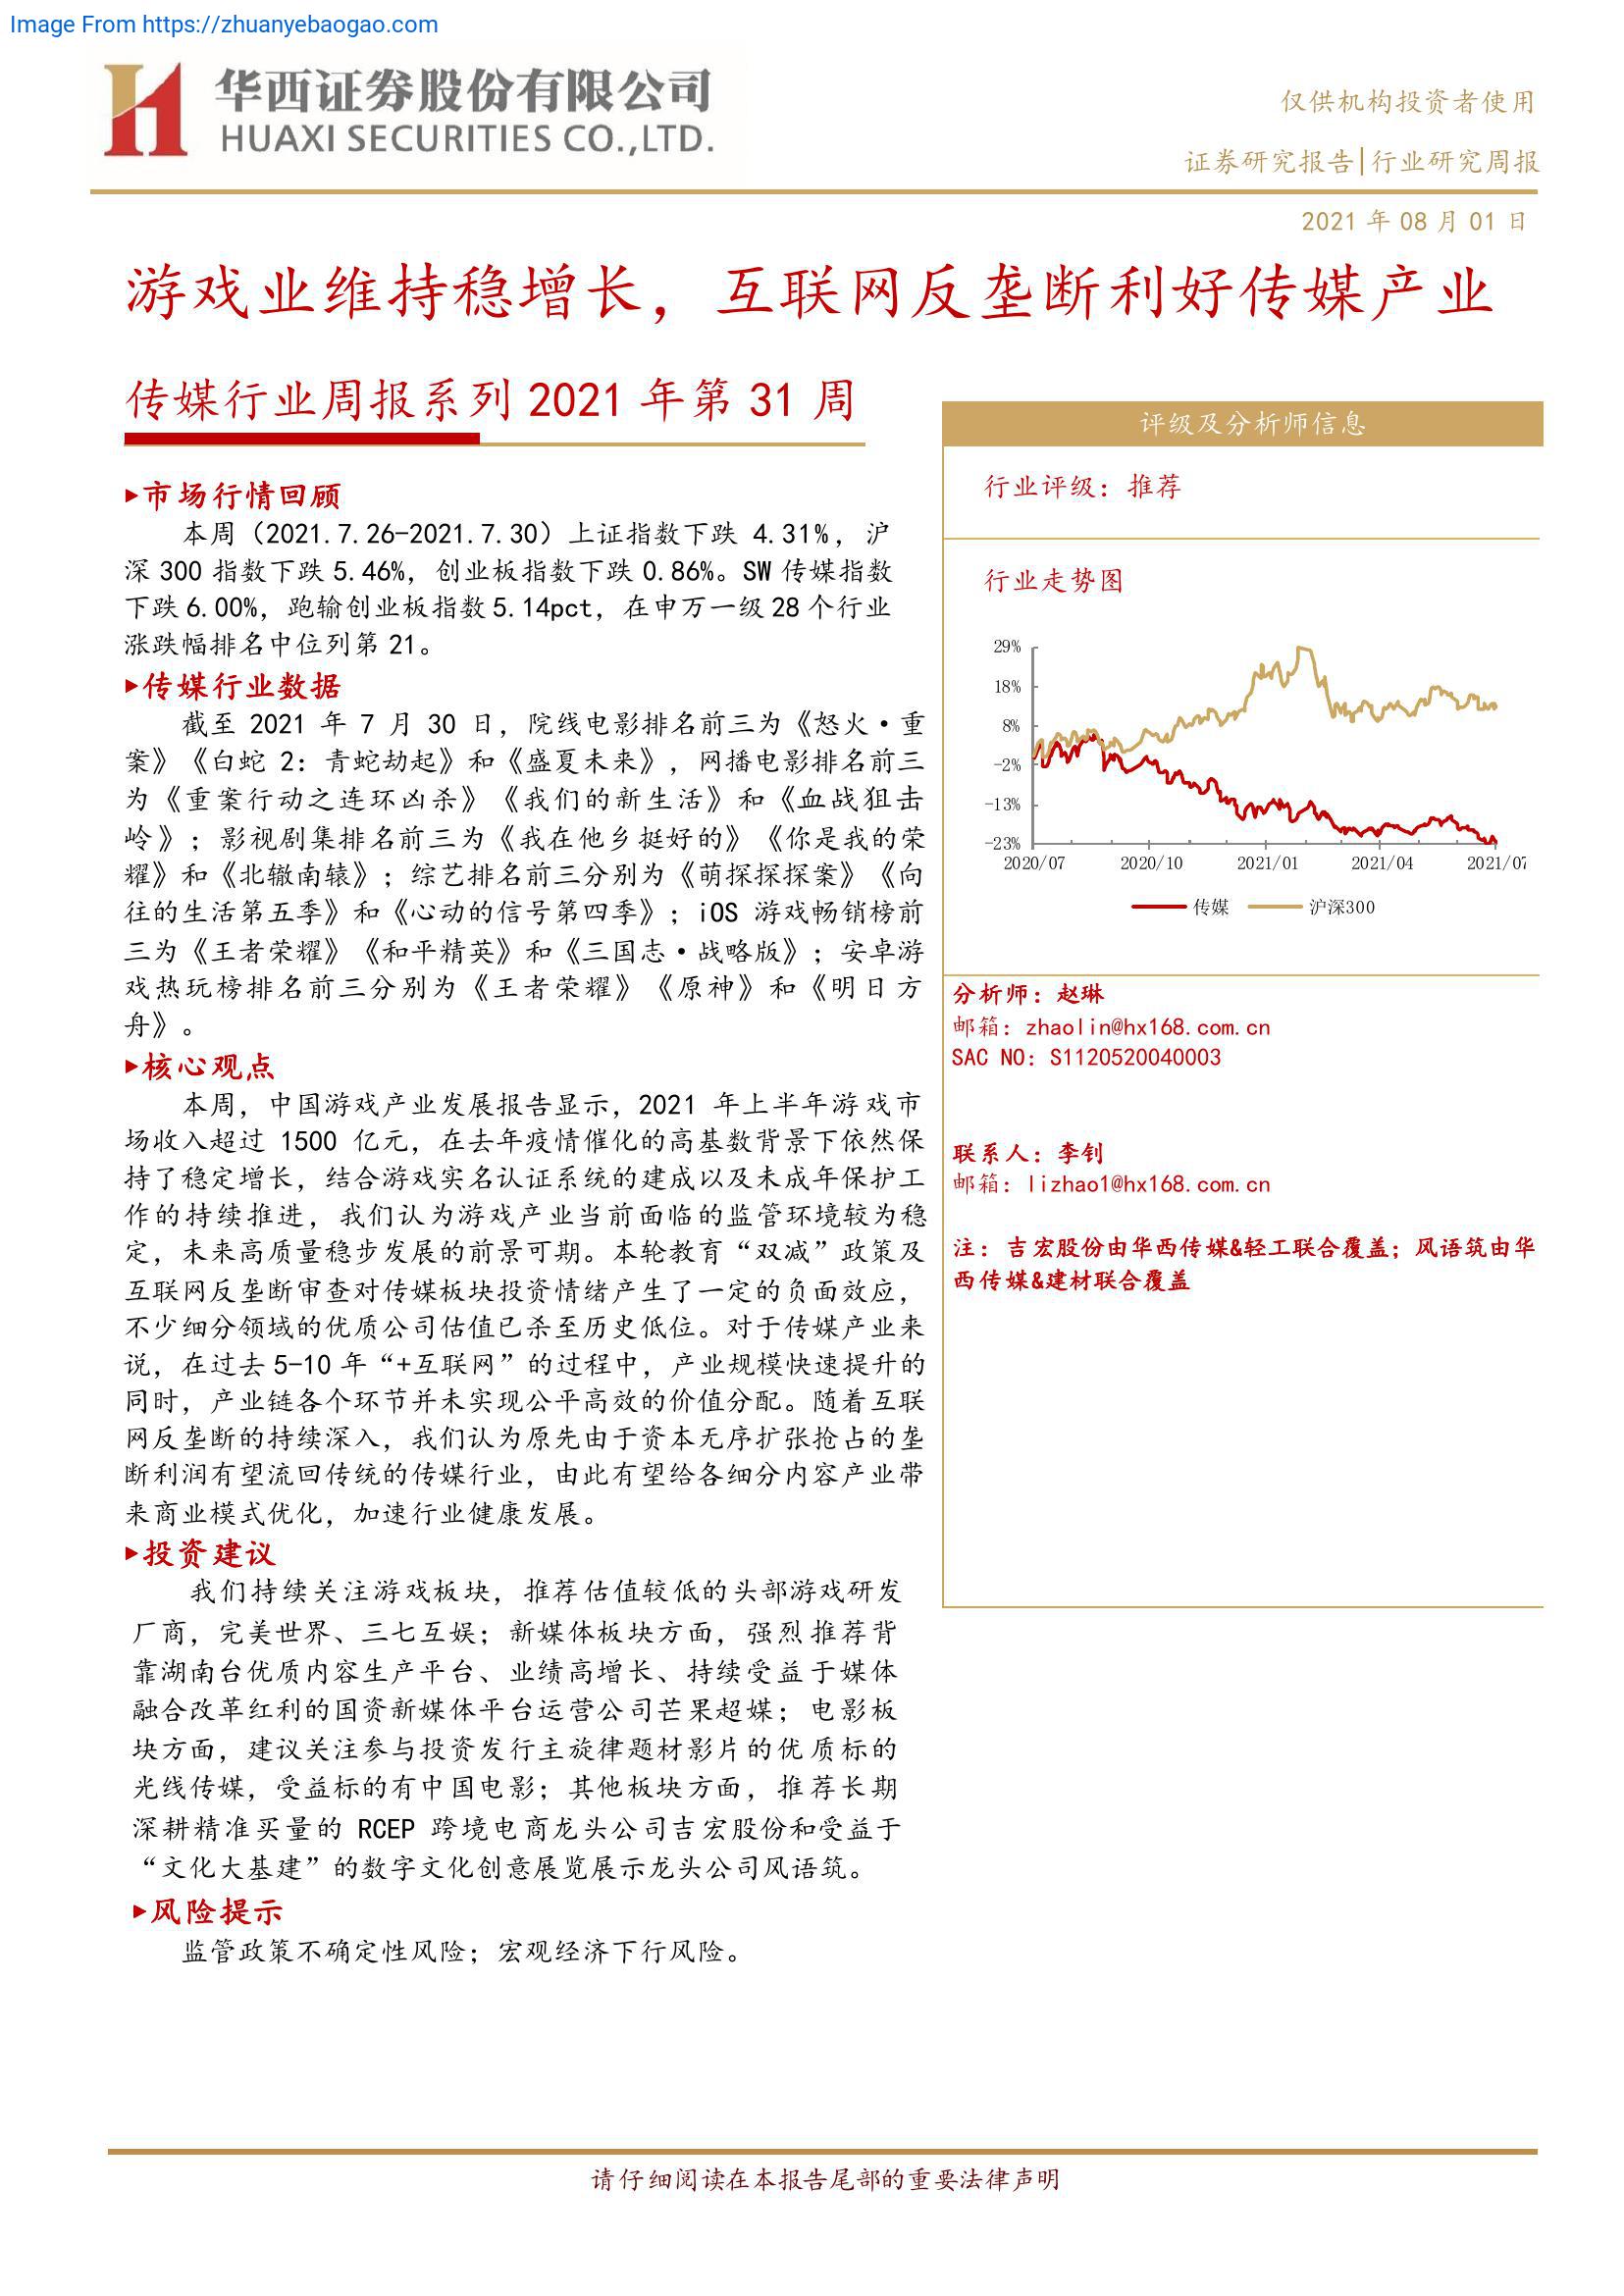 Image From https://zhuanyebaogao.com
华西证券股份有限公司
HUAXI SECURITIES CO.,LTD.
仅供机构投资者使用
证券研究报告|行业研究周报
2021 年 08 月 01 日
游戏业维持稳增长，互联网反垄断利好传媒产业
传媒行业周报系列 2021 年第 31 周
▶市场行情回顾
本周（2021.7.26-2021.7.30）上证指数下跌 4.31%，沪
深 300 指数下跌 5.46%，创业板指数下跌 0.86%。SW 传媒指数
下跌 6.00%，跑输创业板指数 5.14pct，在申万一级 28 个行业
涨跌幅排名中位列第 21。
▶传媒行业数据
截至 2021 年 7 月 30 日，院线电影排名前三为《怒火·重
案》《白蛇 2：青蛇劫起》和《盛夏未来》，网播电影排名前三
为《重案行动之连环凶杀》《我们的新生活》和《血战狙击
岭》；影视剧集排名前三为《我在他乡挺好的》《你是我的荣
耀》和《北辙南辕》；综艺排名前三分别为《萌探探探案》《向
往的生活第五季》和《心动的信号第四季》；iOS 游戏畅销榜前
三为《王者荣耀》《和平精英》和《三国志·战略版》；安卓游
戏热玩榜排名前三分别为《王者荣耀》《原神》和《明日方
舟》。
▶核心观点
本周，中国游戏产业发展报告显示，2021 年上半年游戏市
场收入超过 1500 亿元，在去年疫情催化的高基数背景下依然保
持了稳定增长，结合游戏实名认证系统的建成以及未成年保护工
作的持续推进，我们认为游戏产业当前面临的监管环境较为稳
定，未来高质量稳步发展的前景可期。本轮教育“双减”政策及
互联网反垄断审查对传媒板块投资情绪产生了一定的负面效应，
不少细分领域的优质公司估值已杀至历史低位。对于传媒产业来
说，在过去 5-10 年“+互联网”的过程中，产业规模快速提升的
同时，产业链各个环节并未实现公平高效的价值分配。随着互联
网反垄断的持续深入，我们认为原先由于资本无序扩张抢占的垄
断利润有望流回传统的传媒行业，由此有望给各细分内容产业带
来商业模式优化，加速行业健康发展。
▶投资建议
我们持续关注游戏板块，推荐估值较低的头部游戏研发
厂商，完美世界、三七互娱；新媒体板块方面，强烈推荐背
靠湖南台优质内容生产平台、业绩高增长、持续受益于媒体
融合改革红利的国资新媒体平台运营公司芒果超媒；电影板
块方面，建议关注参与投资发行主旋律题材影片的优质标的
光线传媒，受益标的有中国电影；其他板块方面，推荐长期
深耕精准买量的 RCEP 跨境电商龙头公司吉宏股份和受益于
“文化大基建”的数字文化创意展览展示龙头公司风语筑。
▶风险提示
监管政策不确定性风险；宏观经济下行风险。
评级及分析师信息
行业评级：推荐
行业走势图
29%
18%
8%
-2%
-13%
-23%
2020/07 2020/10 2021/01 2021/04 2021/07
传媒 沪深300
分析师：赵琳
邮箱：zhaolin@hx168.com.cn
SAC NO：S1120520040003
联系人：李钊
邮箱：lizhao1@hx168.com.cn
注：吉宏股份由华西传媒&轻工联合覆盖；风语筑由华
西传媒&建材联合覆盖
请仔细阅读在本报告尾部的重要法律声明